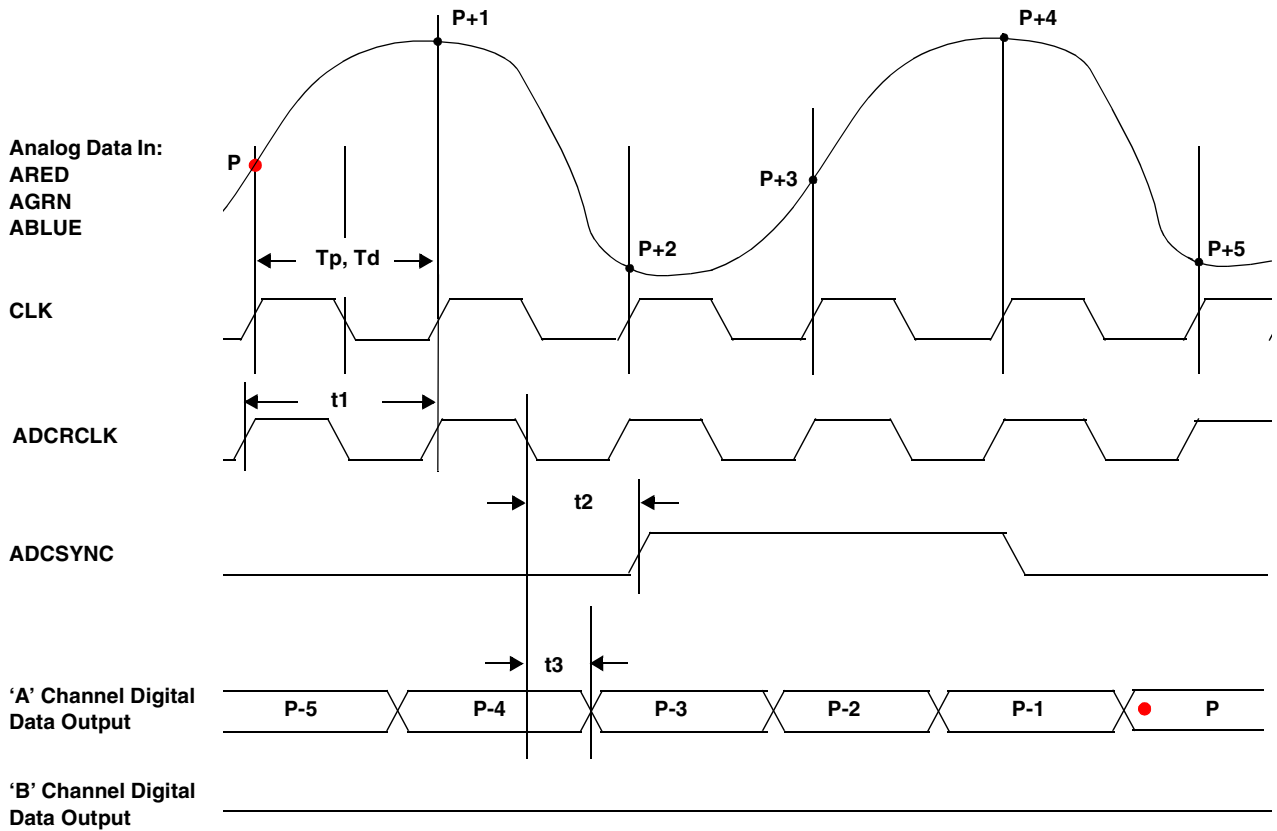 P+1
P+4
Analog Data In:
ARED
AGRN
ABLUE
P
P+3
P+2
P+5
Tp, Td
CLK
t1
ADCRCLK
t2
ADCSYNC
t3
‘A’ Channel Digital
Data Output
P-5 P-4 P-3 P-2 P-1 P
‘B’ Channel Digital
Data Output